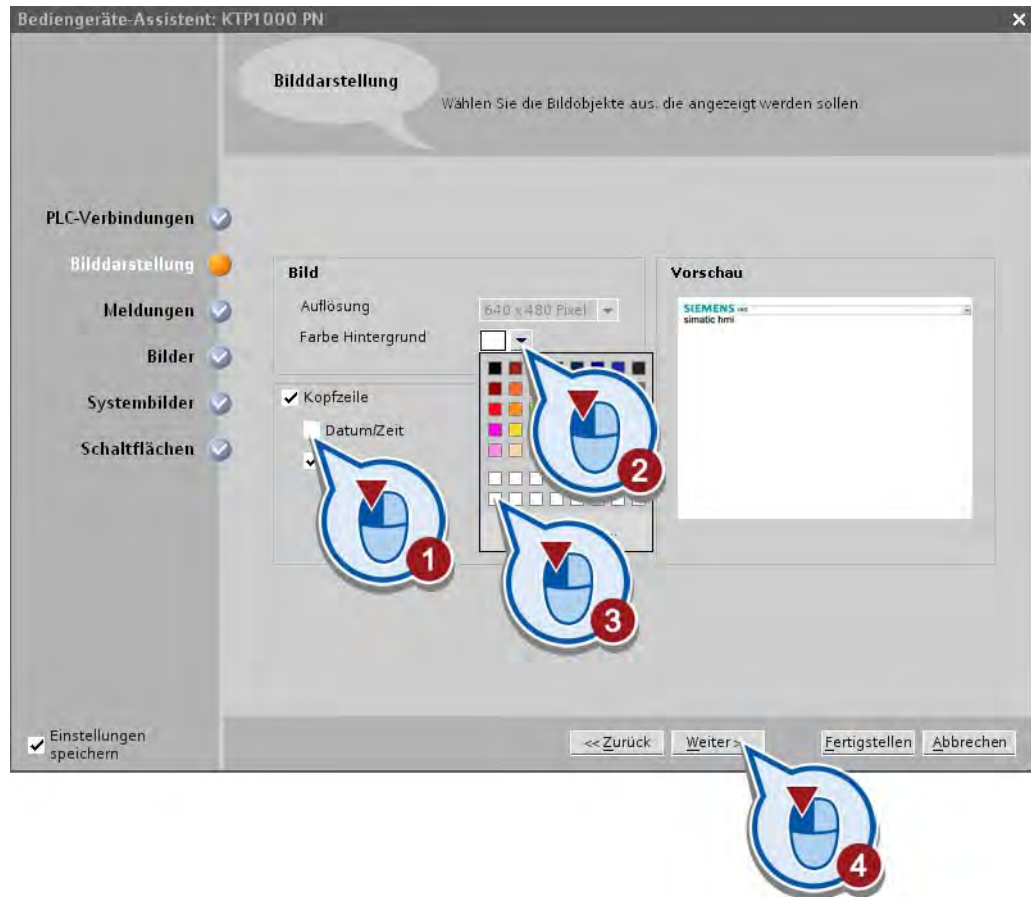 Bediengeräte-Assistent: KTP1000 PN
Bilddarstellung
Wählen Sie die Bildobjekte aus, die angezeigt werden sollen.
PLC-Verbindungen
Bilddarstellung
Meldungen
Bilder
Systembilder
Schaltflächen
Bild
Auflösung
640 x 480 Pixel
Farbe Hintergrund
Kopfzeile
Datum/Zeit
Vorschau
SIEMENS
simatic hmi
1
2
3
Einstellungen
speichern
<<Zurück
Weiter>
Fertigstellen
Abbrechen
4